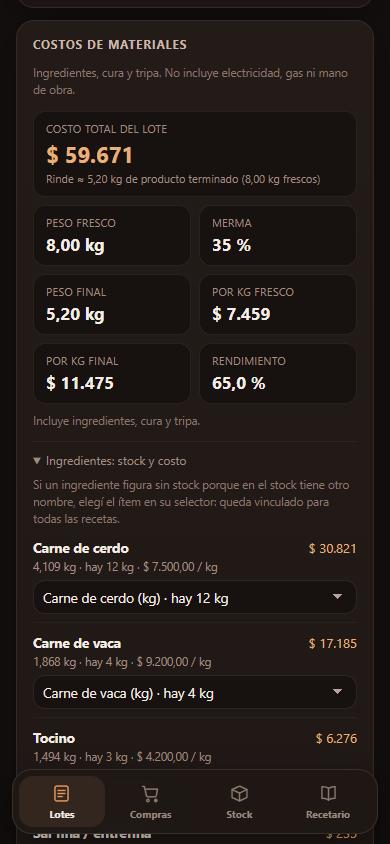 COSTOS DE MATERIALES
Ingredientes, cura y tripa. No incluye electricidad, gas ni mano
de obra.
COSTO TOTAL DEL LOTE
$ 59.671
Rinde ≈ 5,20 kg de producto terminado (8,00 kg frescos)
PESO FRESCO
8,00 kg
MERMA
35 %
PESO FINAL
5,20 kg
POR KG FRESCO
$ 7.459
POR KG FINAL
$ 11.475
RENDIMIENTO
65,0 %
Incluye ingredientes, cura y tripa.
▼ Ingredientes: stock y costo
Si un ingrediente figura sin stock porque en el stock tiene otro
nombre, elegí el ítem en su selector: queda vinculado para
todas las recetas.
Carne de cerdo $ 30.821
4,109 kg · hay 12 kg · $ 7.500,00 / kg
Carne de cerdo (kg) · hay 12 kg
Carne de vaca $ 17.185
1,868 kg · hay 4 kg · $ 9.200,00 / kg
Carne de vaca (kg) · hay 4 kg
Tocino $ 6.276
1,494 kg · hay 3 kg · $ 4.200,00 / kg
Lotes Compras Stock Recetario
Sal fina / entrefina $ 235